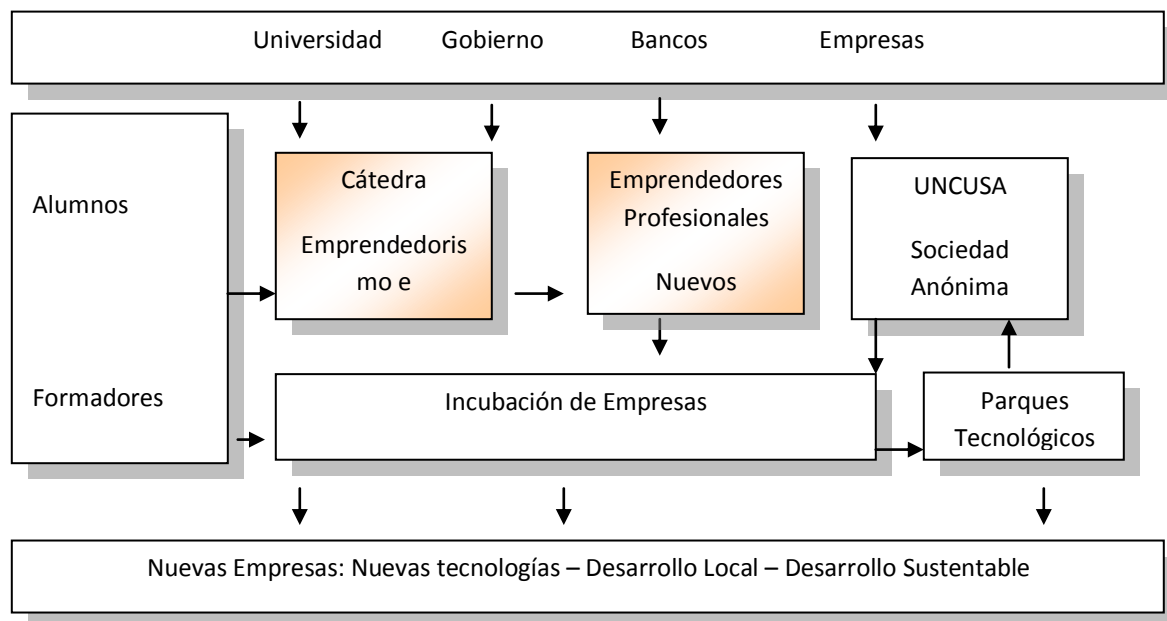 Universidad Gobierno Bancos Empresas
Alumnos
Formadores
Cátedra
Emprendedoris
mo e
Emprendedores
Profesionales
Nuevos
UNCUSA
Sociedad
Anónima
Incubación de Empresas
Parques
Tecnológicos
Nuevas Empresas: Nuevas tecnologías – Desarrollo Local – Desarrollo Sustentable